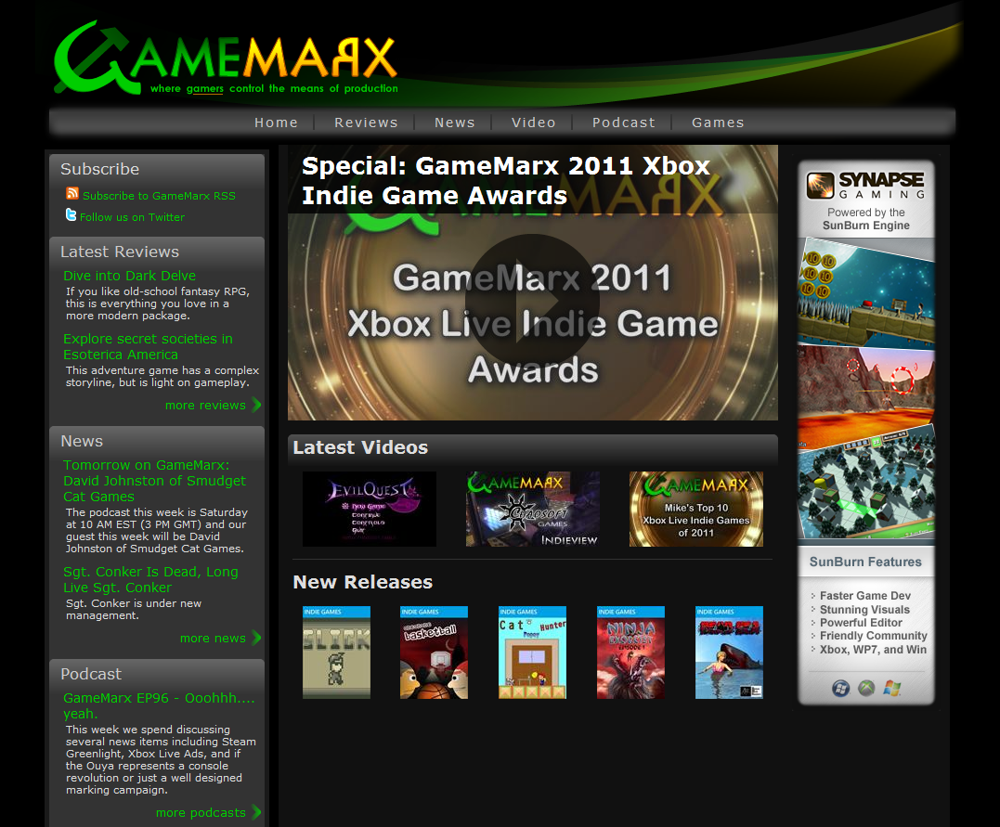 GAMEMARX
where gamers control the means of production
Home
Reviews
News
Video
Podcast
Games
Subscribe
Subscribe to GameMarx RSS
Follow us on Twitter
Latest Reviews
Dive into Dark Delve
If you like old-school fantasy RPG,
this is everything you love in a
more modern package.
Explore secret societies in
Esoterica America
This adventure game has a complex
storyline, but is light on gameplay.
more reviews
News
Tomorrow on GameMarx:
David Johnston of Smudget
Cat Games
The podcast this week is Saturday
at 10 AM EST (3 PM GMT) and our
guest this week will be David
Johnston of Smudget Cat Games.
Sgt. Conker Is Dead, Long
Live Sgt. Conker
Sgt. Conker is under new
management.
more news
Podcast
GameMarx EP96 - Ooohhh....
yeah.
This week we spend discussing
several news items including Steam
Greenlight, Xbox Live Ads, and if
the Ouya represents a console
revolution or just a well designed
marking campaign.
more podcasts
Special: GameMarx 2011 Xbox
Indie Game Awards
GameMarx 2011
Xbox Live Indie Game
Awards
Latest Videos
EvilQuest
New Game
Continue
Controls
Quit
GAMEMARX
Chaosoft
GAMES
INDIEVIEW
GAMEMARX
Mike's Top 10
Xbox Live Indie Games
of 2011
New Releases
INDIE GAMES
SLICK
INDIE GAMES
basketball
INDIE GAMES
Cat Hunter
Poppy
INDIE GAMES
NINJA
EPISODE 1
INDIE GAMES
DEAD SEA
SYNAPSE
GAMING
Powered by the
SunBurn Engine
SunBurn Features
Faster Game Dev
Stunning Visuals
Powerful Editor
Friendly Community
Xbox, WP7, and Win